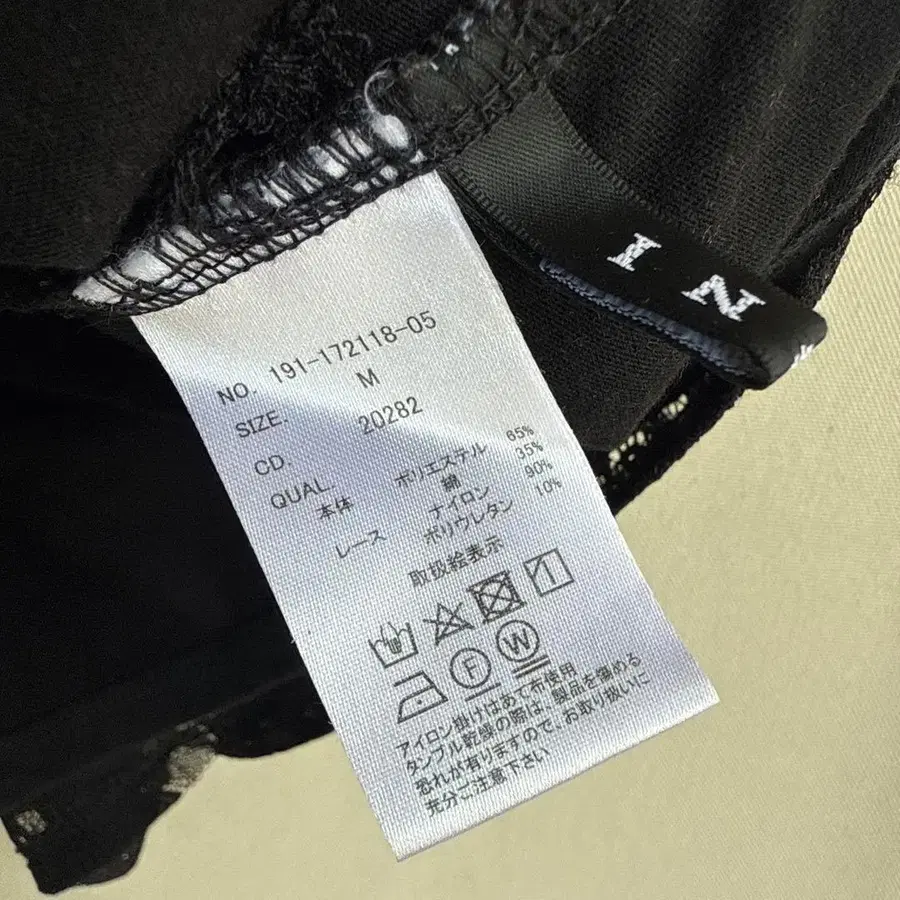 NO. 191-172118-05
SIZE. M
CD. 20282
QUAL.
本体 ポリエステル 65%
綿 35%
レース ナイロン 90%
ポリウレタン 10%
取扱絵表示
F W
アイロン掛けはあて布使用
タンブル乾燥の際は、製品を傷める
恐れが有りますので、お取り扱いに
充分ご注意下さい
I N